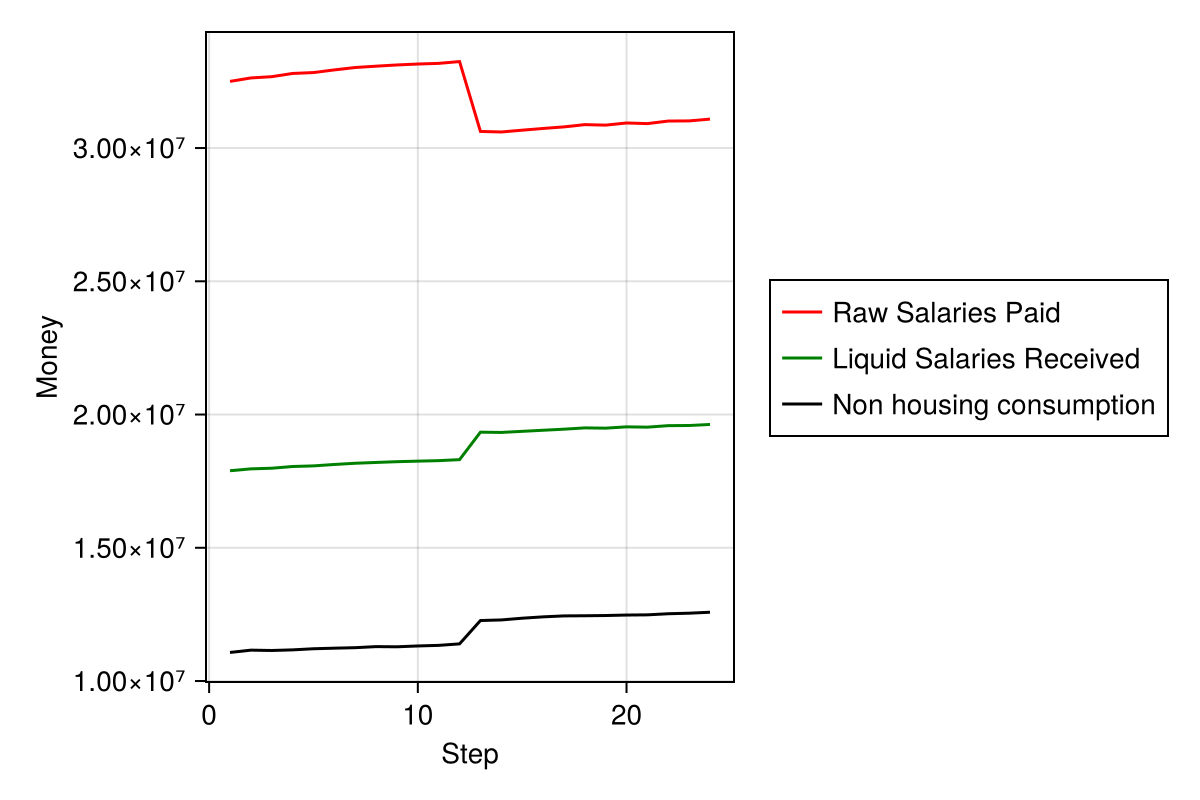 3.00×10⁷
2.50×10⁷
2.00×10⁷
1.50×10⁷
1.00×10⁷
Money
0 10 20
Step
Raw Salaries Paid
Liquid Salaries Received
Non housing consumption